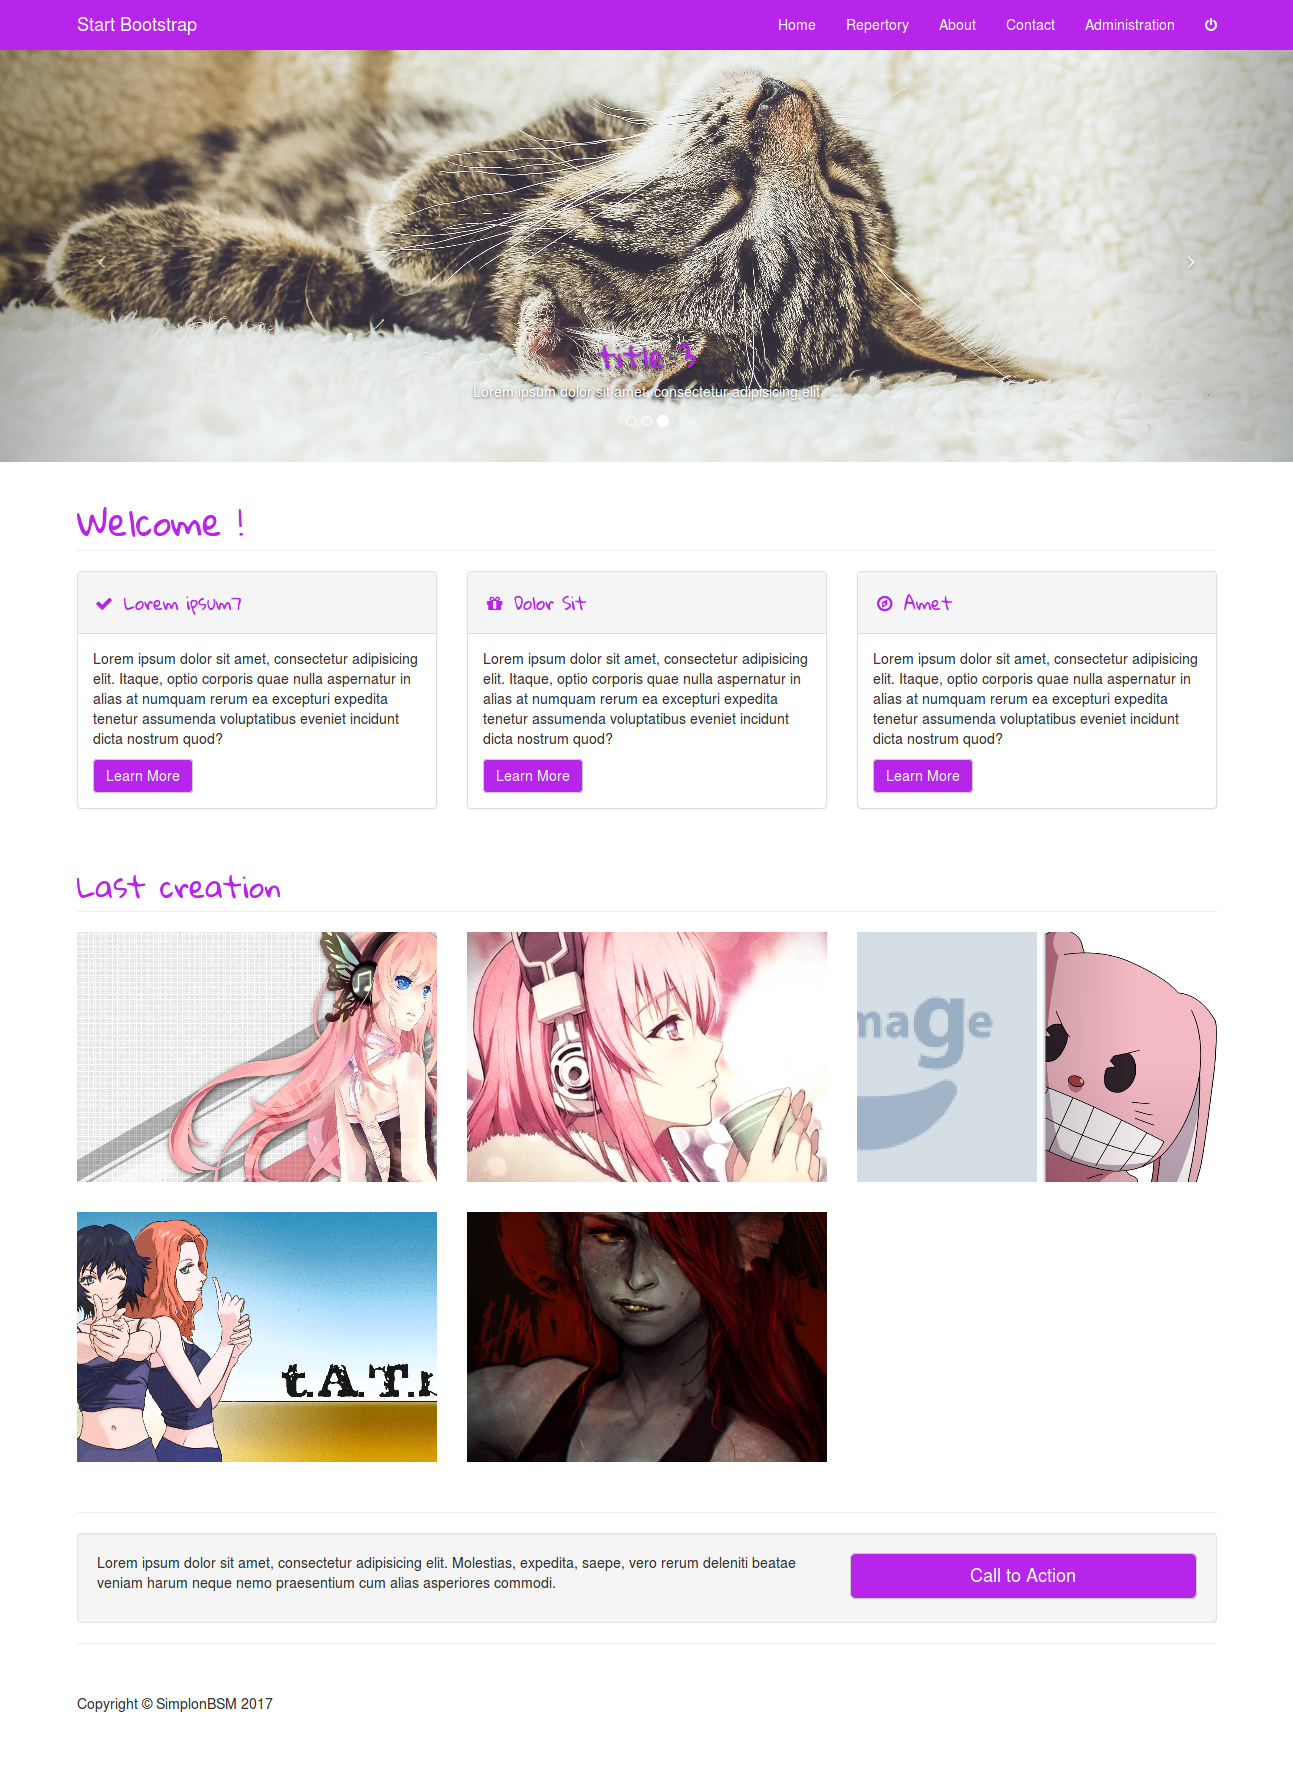 Start Bootstrap
Home Repertory About Contact Administration
title 3
Lorem ipsum dolor sit amet, consectetur adipisicing elit.
Welcome !
Lorem ipsum7
Lorem ipsum dolor sit amet, consectetur adipisicing
elit. Itaque, optio corporis quae nulla aspernatur in
alias at numquam rerum ea excepturi expedita
tenetur assumenda voluptatibus eveniet incidunt
dicta nostrum quod?
Learn More
Dolor Sit
Lorem ipsum dolor sit amet, consectetur adipisicing
elit. Itaque, optio corporis quae nulla aspernatur in
alias at numquam rerum ea excepturi expedita
tenetur assumenda voluptatibus eveniet incidunt
dicta nostrum quod?
Learn More
Amet
Lorem ipsum dolor sit amet, consectetur adipisicing
elit. Itaque, optio corporis quae nulla aspernatur in
alias at numquam rerum ea excepturi expedita
tenetur assumenda voluptatibus eveniet incidunt
dicta nostrum quod?
Learn More
Last creation
mage
t.A.T.
Lorem ipsum dolor sit amet, consectetur adipisicing elit. Molestias, expedita, saepe, vero rerum deleniti beatae
veniam harum neque nemo praesentium cum alias asperiores commodi.
Call to Action
Copyright © SimplonBSM 2017